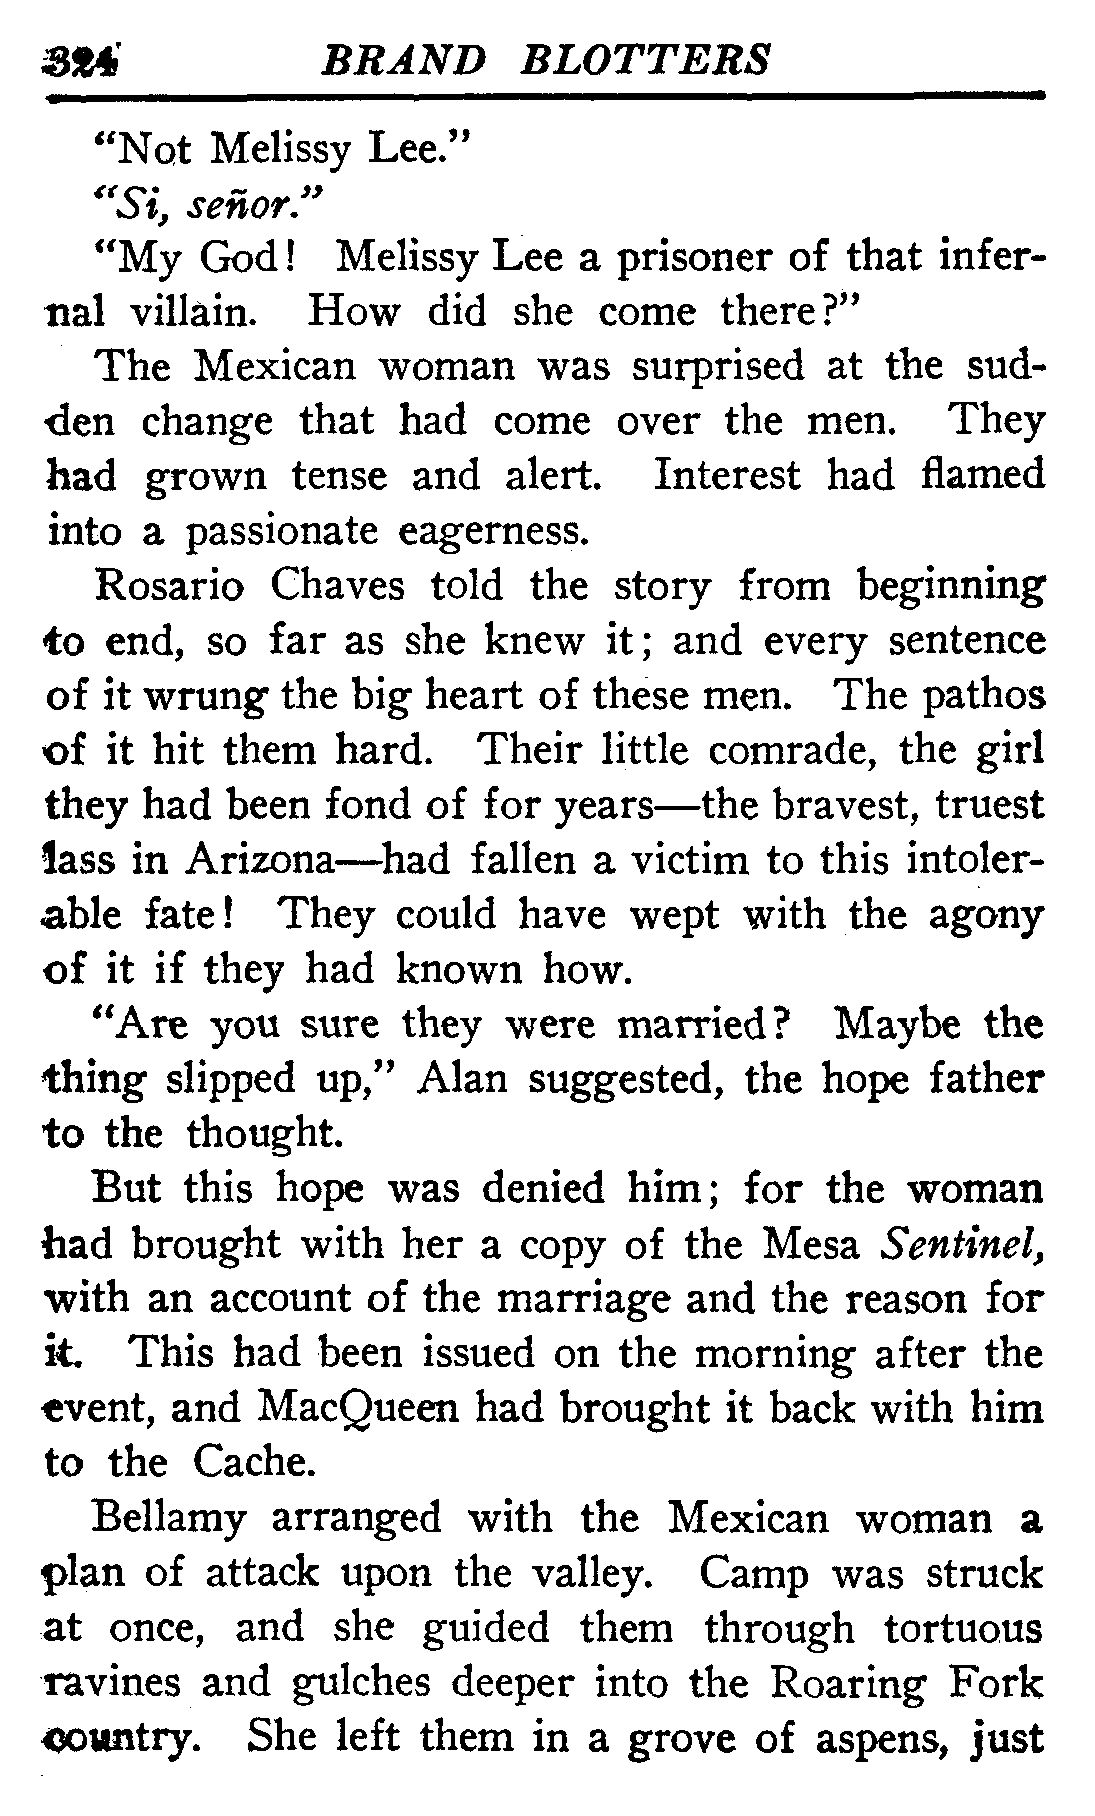 324 BRAND BLOTTERS
“Not Melissy Lee.”
“Si, señor.”
“My God! Melissy Lee a prisoner of that infer-
nal villain. How did she come there?”
The Mexican woman was surprised at the sud-
den change that had come over the men. They
had grown tense and alert. Interest had flamed
into a passionate eagerness.
Rosario Chaves told the story from beginning
to end, so far as she knew it; and every sentence
of it wrung the big heart of these men. The pathos
of it hit them hard. Their little comrade, the girl
they had been fond of for years—the bravest, truest
lass in Arizona—had fallen a victim to this intoler-
able fate! They could have wept with the agony
of it if they had known how.
“Are you sure they were married? Maybe the
thing slipped up,” Alan suggested, the hope father
to the thought.
But this hope was denied him; for the woman
had brought with her a copy of the Mesa Sentinel,
with an account of the marriage and the reason for
it. This had been issued on the morning after the
event, and MacQueen had brought it back with him
to the Cache.
Bellamy arranged with the Mexican woman a
plan of attack upon the valley. Camp was struck
at once, and she guided them through tortuous
ravines and gulches deeper into the Roaring Fork
country. She left them in a grove of aspens, just